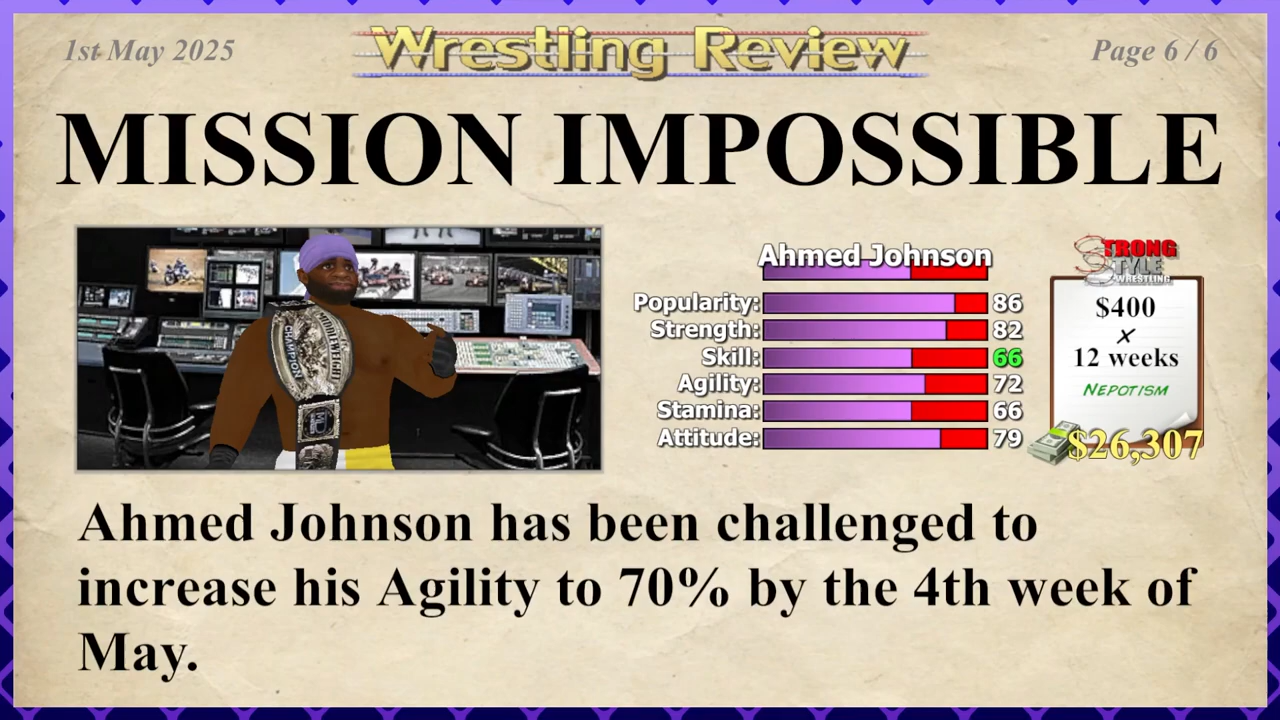 1st May 2025
Wrestling Review
Page 6 / 6
MISSION IMPOSSIBLE
MIDDLEWEIGHT
CHAMPION
Ahmed Johnson
Popularity: 86
Strength: 82
Skill: 66
Agility: 72
Stamina: 66
Attitude: 79
STRONG
STYLE
WRESTLING
$400
x
12 weeks
NEPOTISM
$26,307
Ahmed Johnson has been challenged to
increase his Agility to 70% by the 4th week of
May.